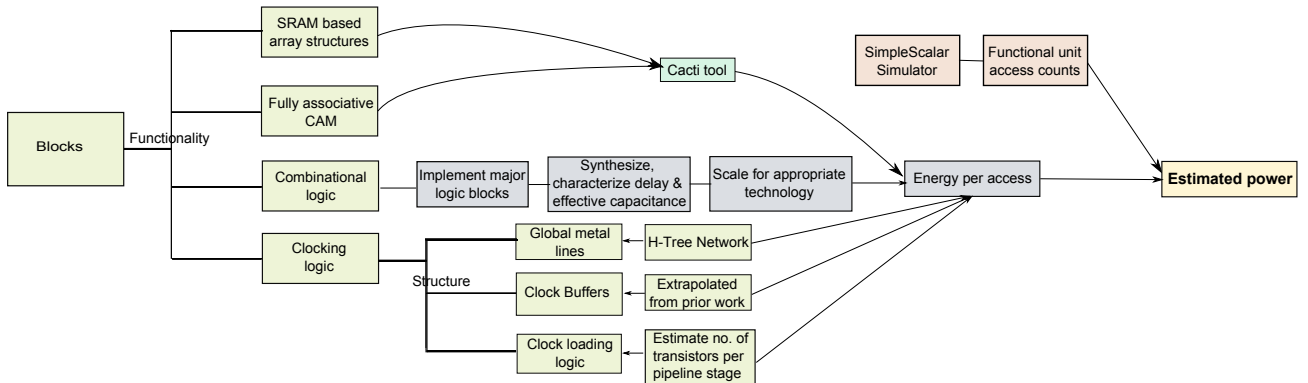 SRAM based
array structures
SimpleScalar
Simulator
Functional unit
access counts
Cacti tool
Fully associative
CAM
Blocks
Functionality
Combinational
logic
Implement major
logic blocks
Synthesize,
characterize delay &
effective capacitance
Scale for appropriate
technology
Energy per access
Estimated power
Clocking
logic
Structure
Global metal
lines
H-Tree Network
Clock Buffers
Extrapolated
from prior work
Clock loading
logic
Estimate no. of
transistors per
pipeline stage